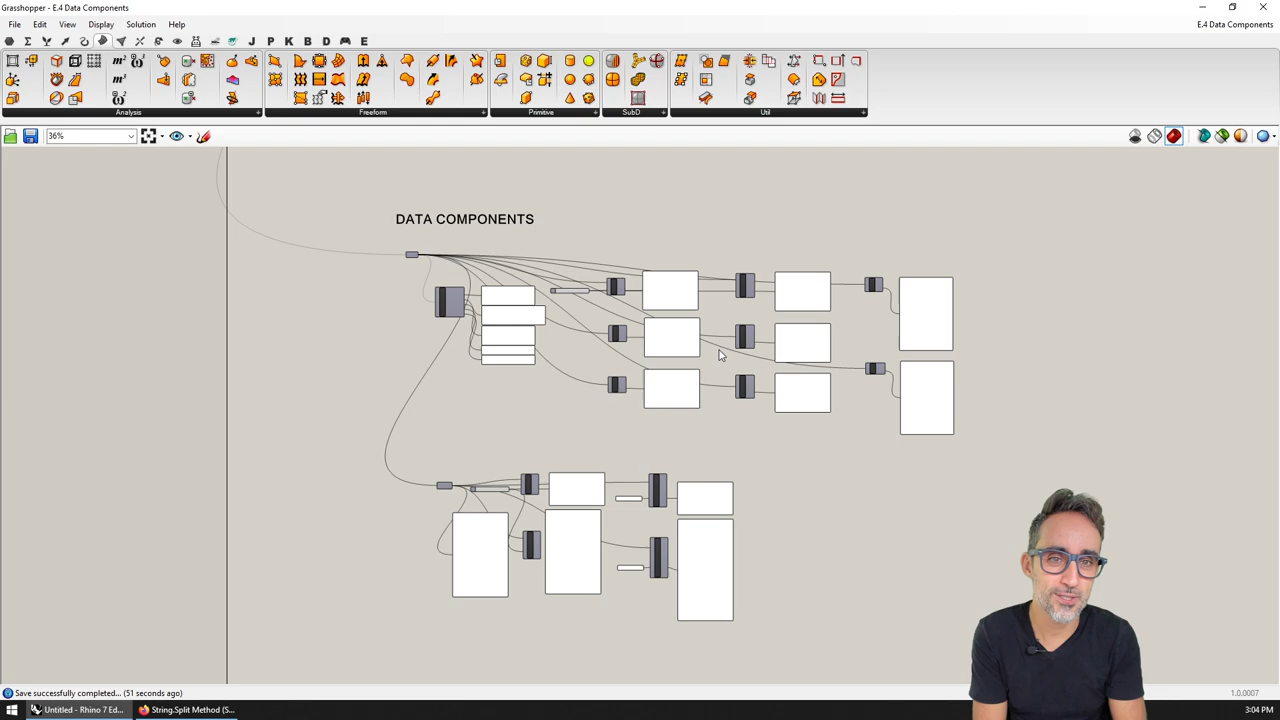 Grasshopper - E.4 Data Components
File Edit View Display Solution Help
E.4 Data Components
J P K B D E
Analysis
Freeform
Primitive
SubD
Util
36%
DATA COMPONENTS
Save successfully completed... (51 seconds ago)
1.0.0007
Untitled - Rhino 7 Ed...
String.Split Method (S...
3:04 PM